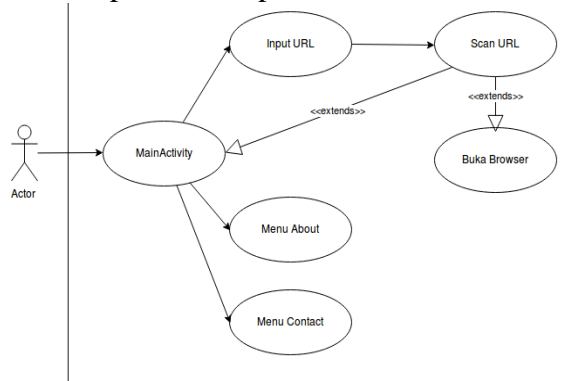 Input URL
Scan URL
<<extends>>
<<extends>>
MainActivity
Buka Browser
Actor
Menu About
Menu Contact